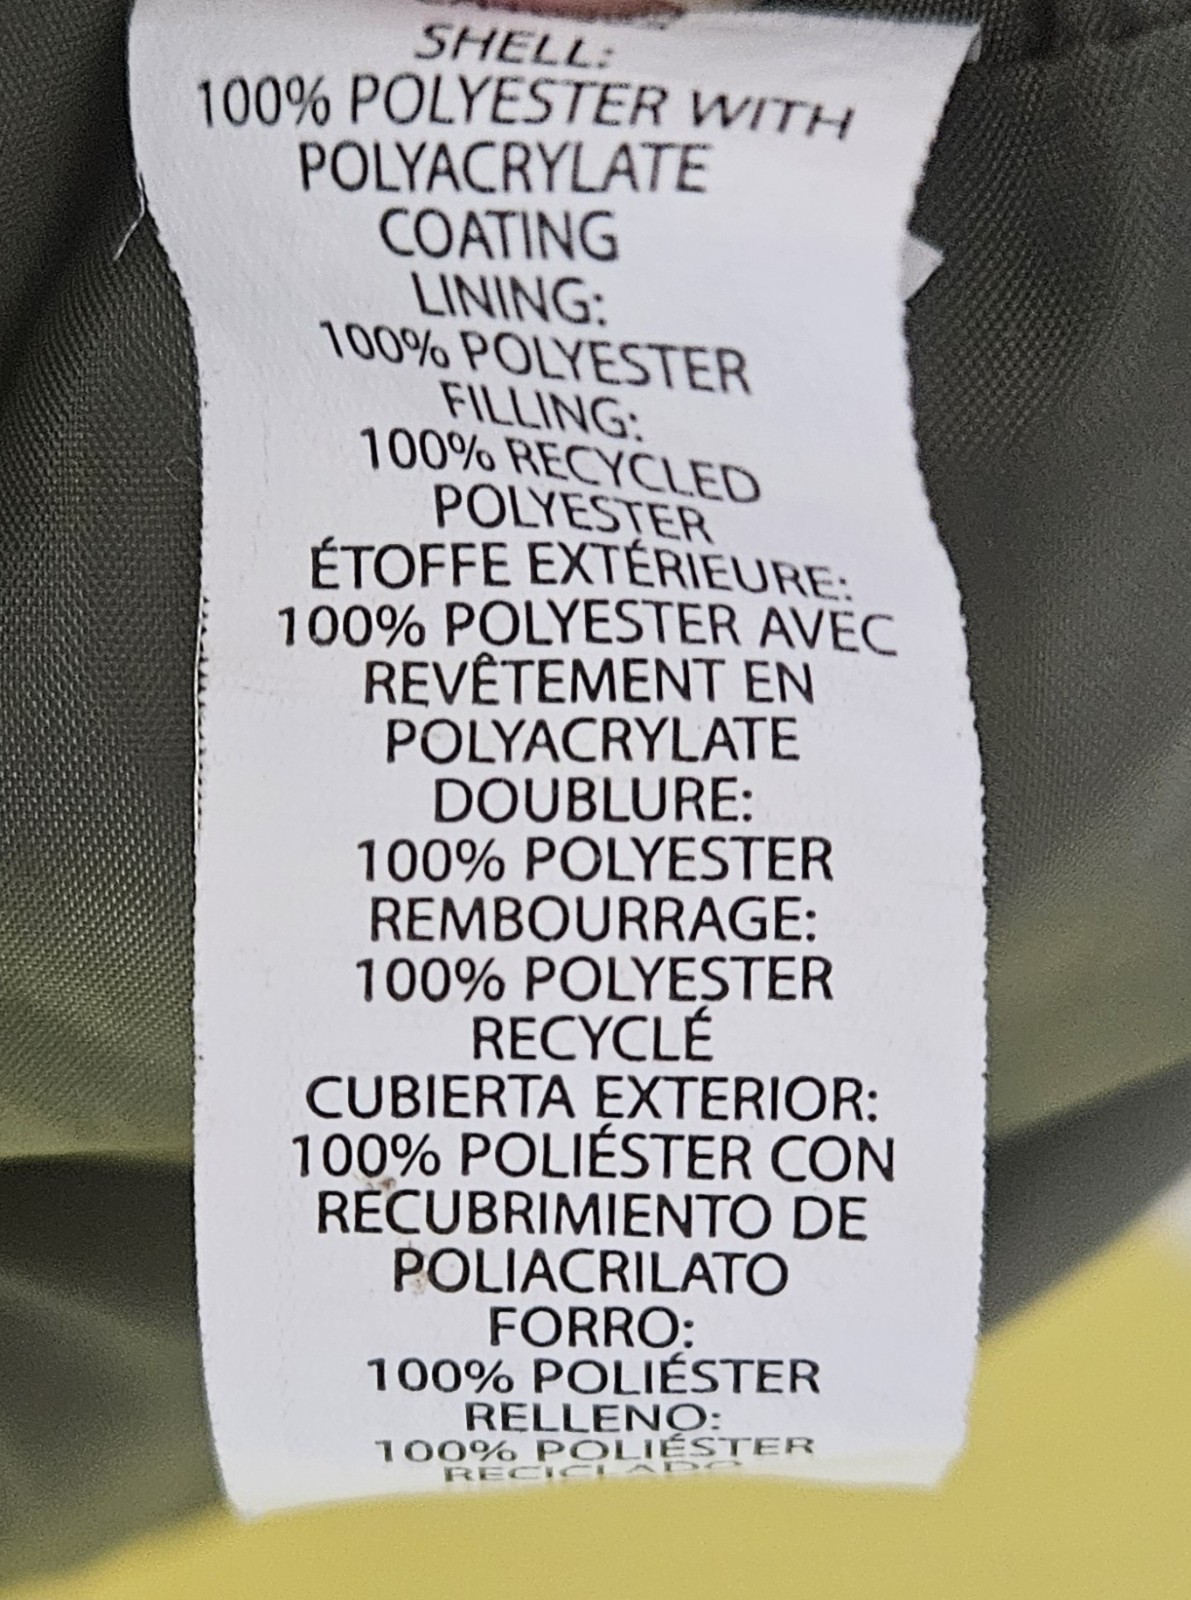 SHELL:
100% POLYESTER WITH
POLYACRYLATE
COATING
LINING:
100% POLYESTER
FILLING:
100% RECYCLED
POLYESTER
ÉTOFFE EXTÉRIEURE:
100% POLYESTER AVEC
REVÊTEMENT EN
POLYACRYLATE
DOUBLURE:
100% POLYESTER
REMBOURRAGE:
100% POLYESTER
RECYCLÉ
CUBIERTA EXTERIOR:
100% POLIÉSTER CON
RECUBRIMIENTO DE
POLIACRILATO
FORRO:
100% POLIÉSTER
RELLENO:
100% POLIÉSTER
RECICLADO